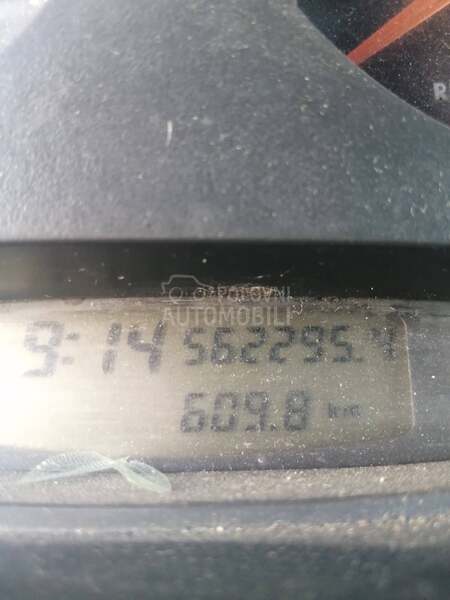 R
POLOVNI
AUTOMOBILI
9:14 562295.4
609.8 km